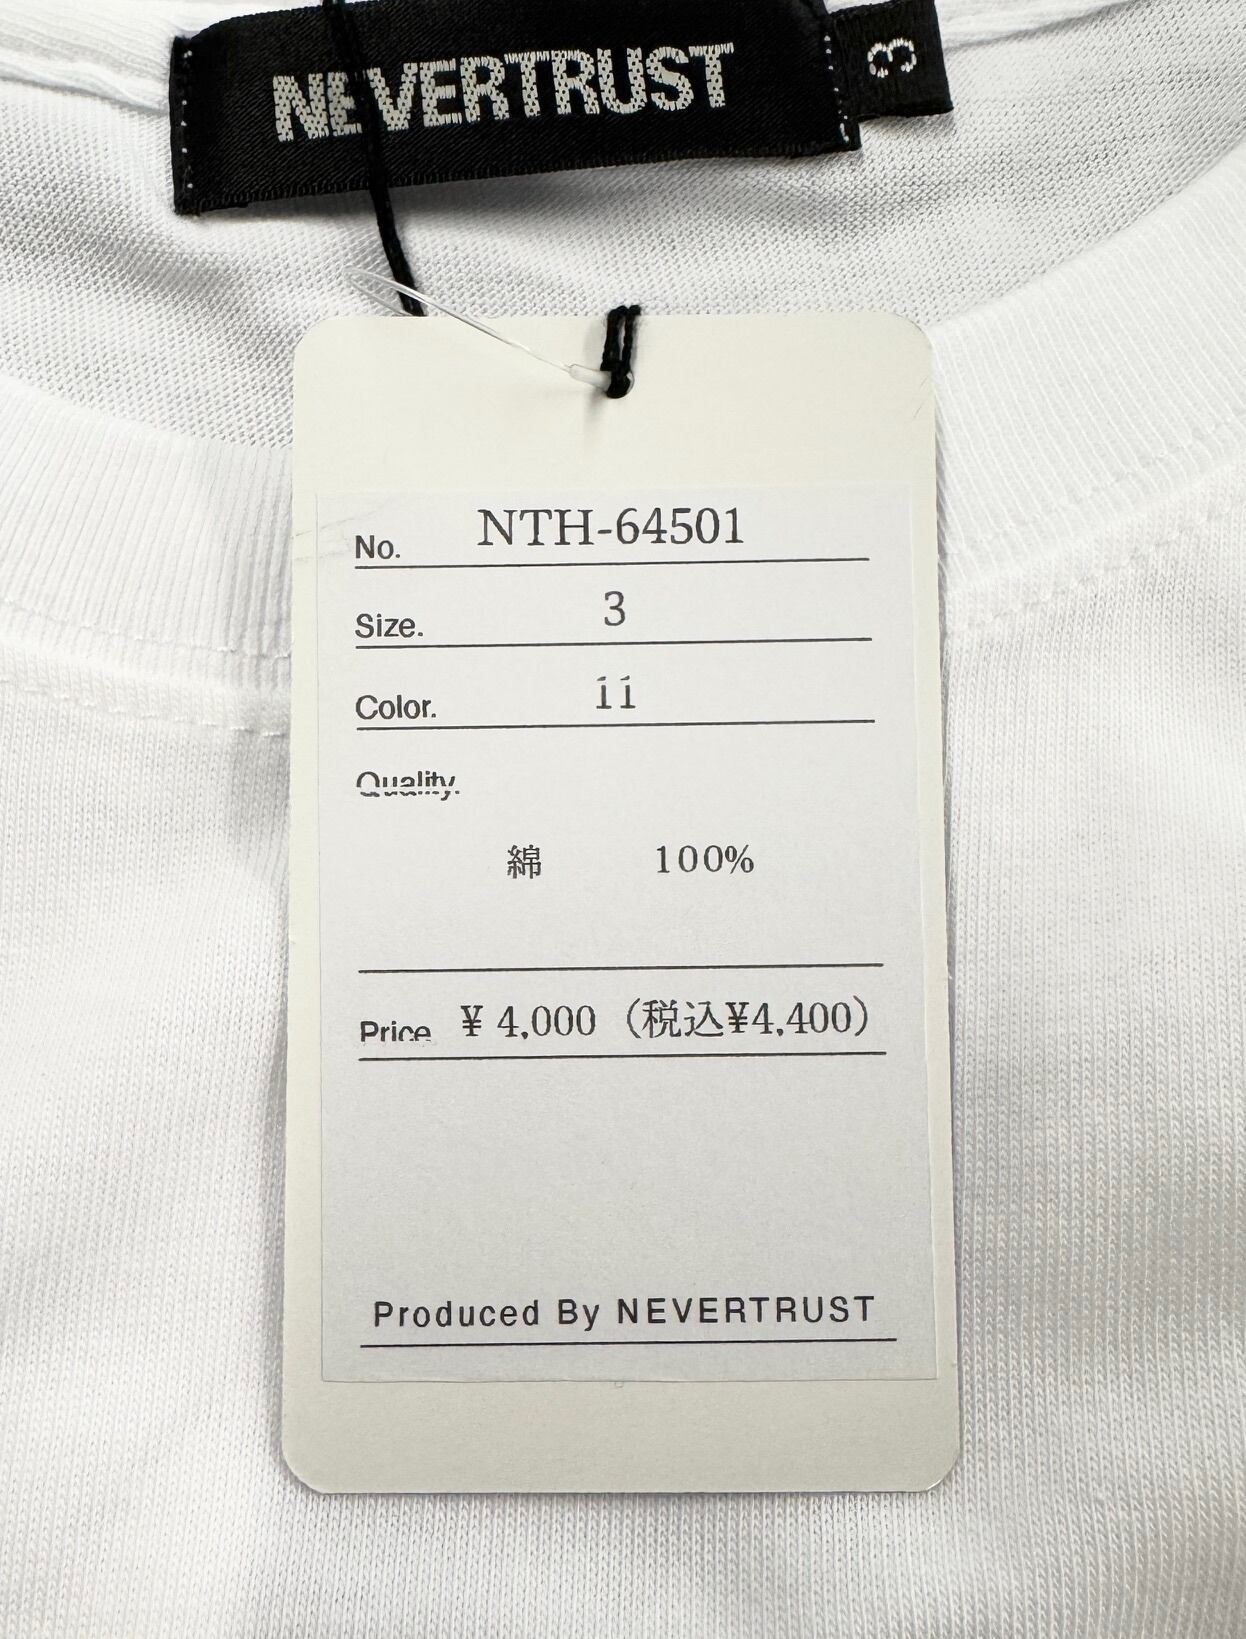 NEVERTRUST
3
No. NTH-64501
Size. 3
Color. 11
Quality.
綿 100%
Price ¥ 4,000 (税込¥4,400)
Produced By NEVERTRUST